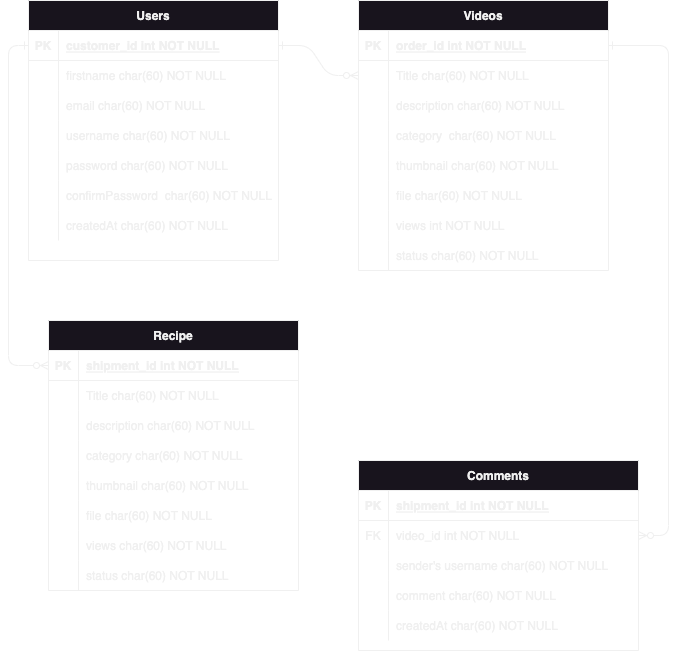 Users
PK customer_id int NOT NULL
firstname char(60) NOT NULL
email char(60) NOT NULL
username char(60) NOT NULL
password char(60) NOT NULL
confirmPassword  char(60) NOT NULL
createdAt char(60) NOT NULL
Videos
PK order_id int NOT NULL
Title char(60) NOT NULL
description char(60) NOT NULL
category  char(60) NOT NULL
thumbnail char(60) NOT NULL
file char(60) NOT NULL
views int NOT NULL
status char(60) NOT NULL
Recipe
PK shipment_id int NOT NULL
Title char(60) NOT NULL
description char(60) NOT NULL
category char(60) NOT NULL
thumbnail char(60) NOT NULL
file char(60) NOT NULL
views char(60) NOT NULL
status char(60) NOT NULL
Comments
PK shipment_id int NOT NULL
FK video_id int NOT NULL
sender's username char(60) NOT NULL
comment char(60) NOT NULL
createdAt char(60) NOT NULL